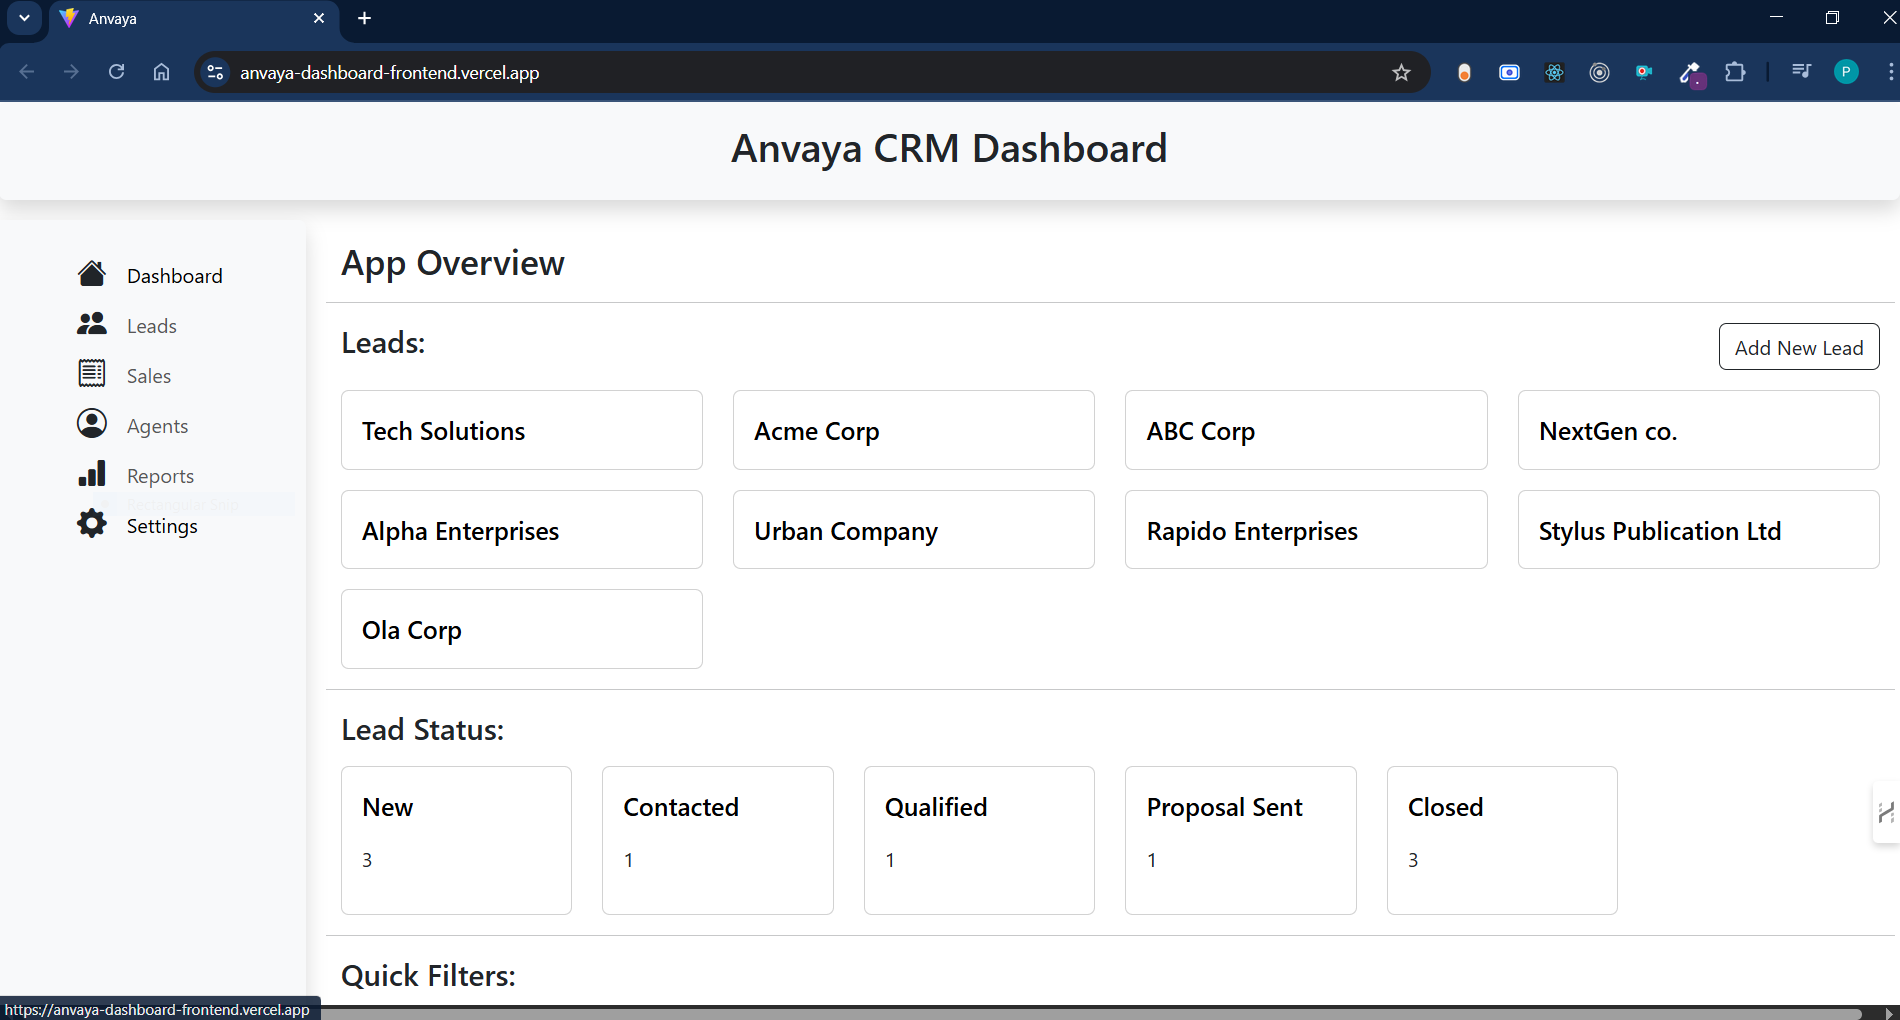 Anvaya
anvaya-dashboard-frontend.vercel.app
P
Anvaya CRM Dashboard
Dashboard
Leads
Sales
Agents
Reports
Rectangular Snip
Settings
App Overview
Leads:
Add New Lead
Tech Solutions
Acme Corp
ABC Corp
NextGen co.
Alpha Enterprises
Urban Company
Rapido Enterprises
Stylus Publication Ltd
Ola Corp
Lead Status:
New
3
Contacted
1
Qualified
1
Proposal Sent
1
Closed
3
Quick Filters:
https://anvaya-dashboard-frontend.vercel.app